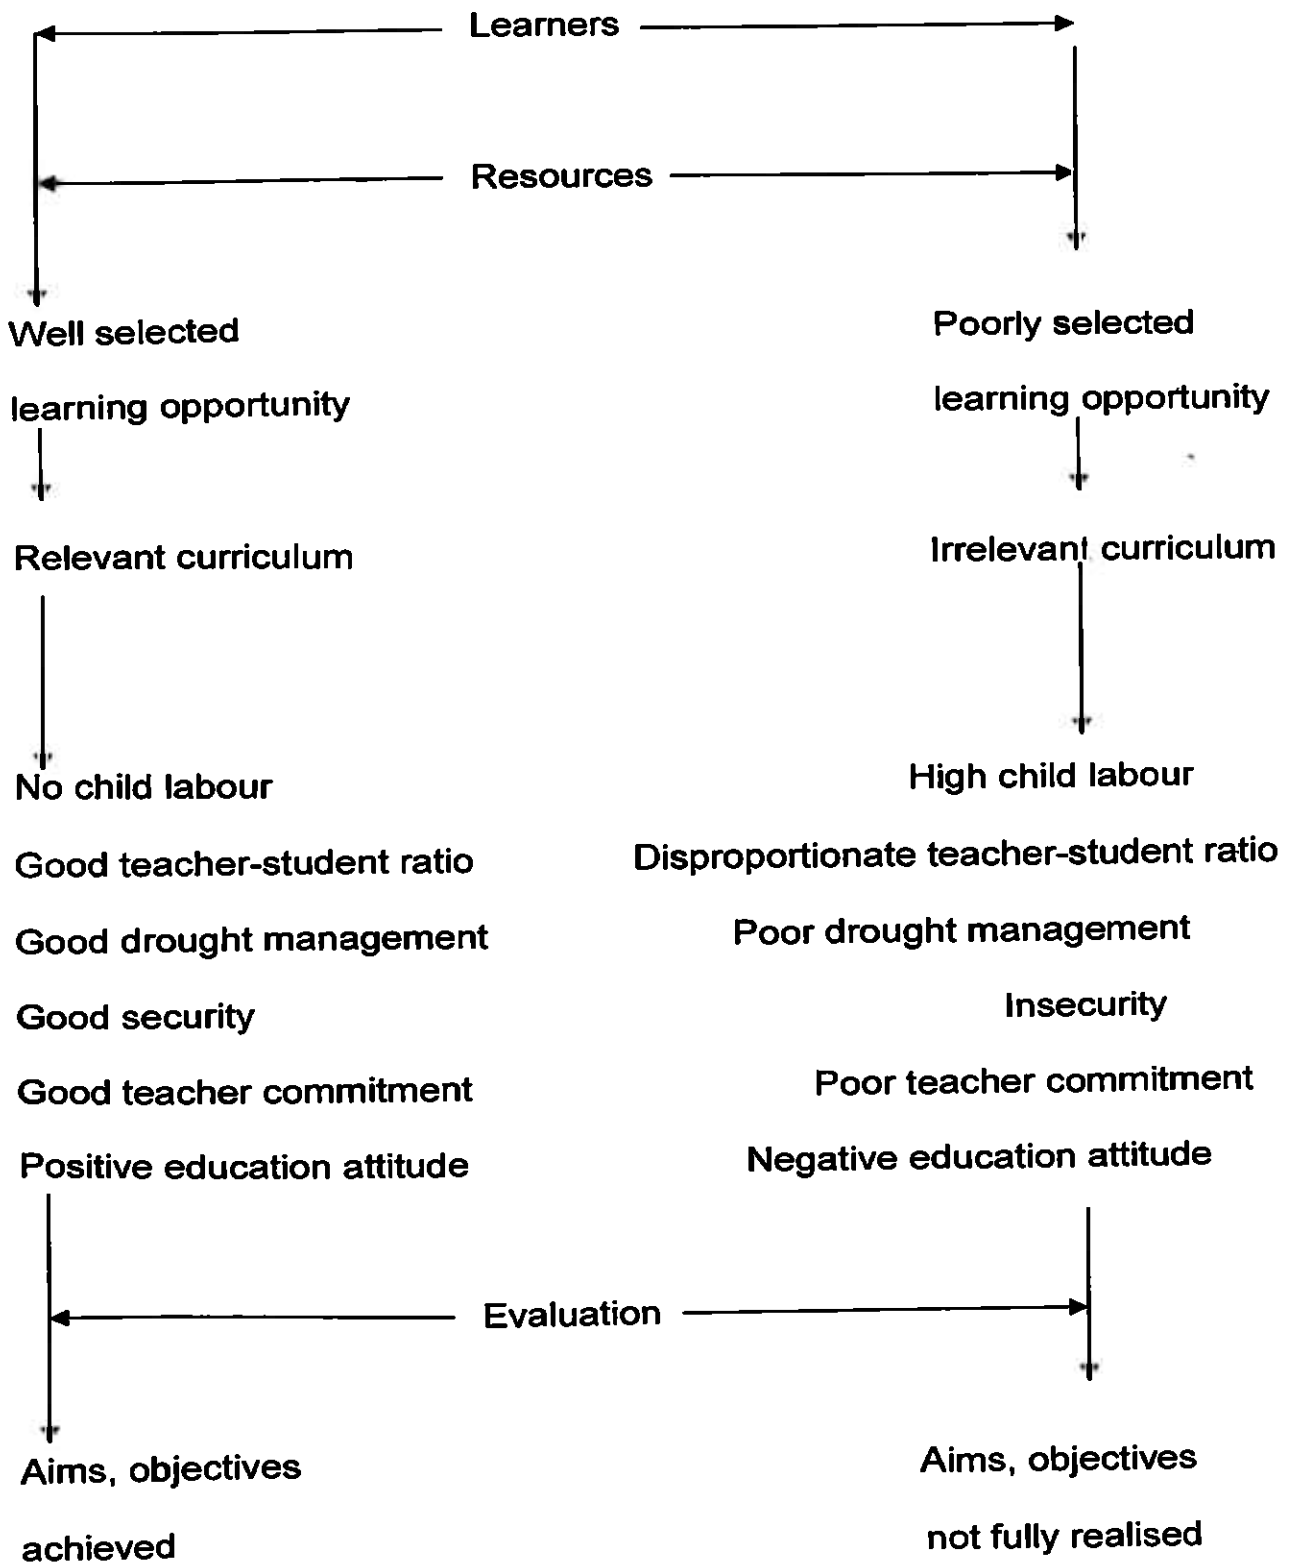 Learners
Resources
Well selected
learning opportunity
Relevant curriculum
No child labour
Good teacher-student ratio
Good drought management
Good security
Good teacher commitment
Positive education attitude
Poorly selected
learning opportunity
Irrelevant curriculum
High child labour
Disproportionate teacher-student ratio
Poor drought management
Insecurity
Poor teacher commitment
Negative education attitude
Evaluation
Aims, objectives
achieved
Aims, objectives
not fully realised